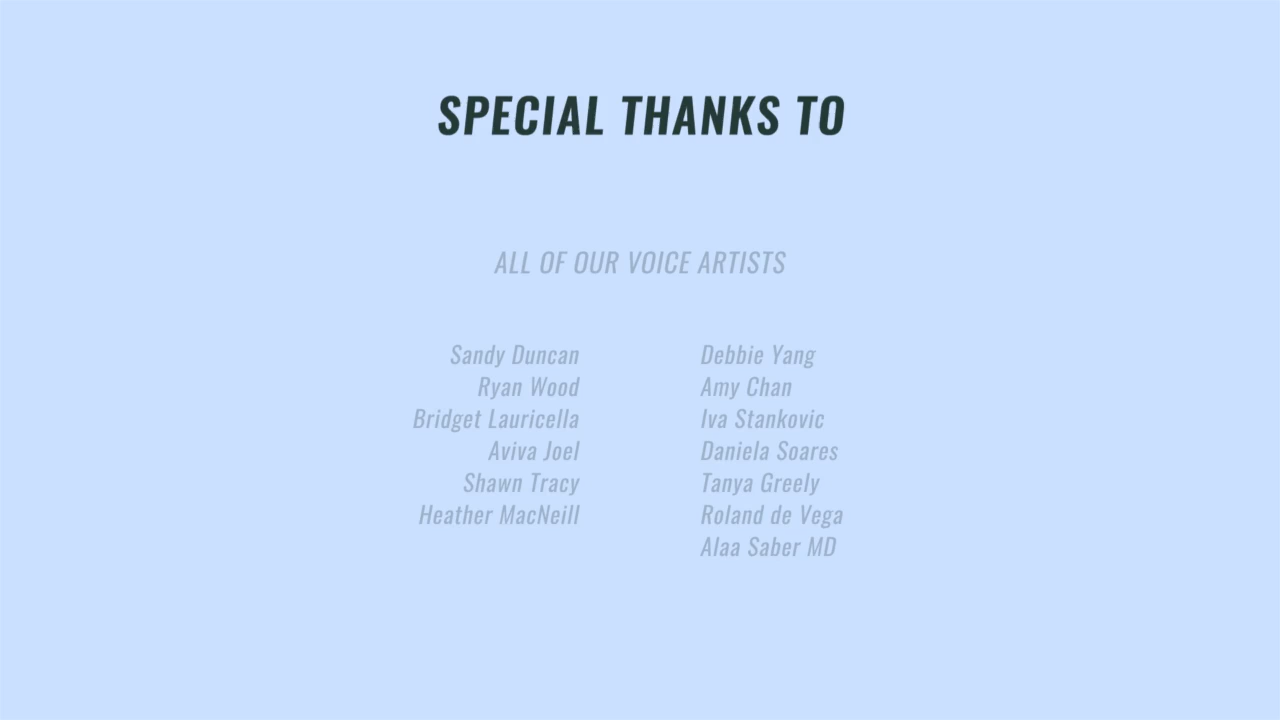 SPECIAL THANKS TO
ALL OF OUR VOICE ARTISTS
Sandy Duncan
Ryan Wood
Bridget Lauricella
Aviva Joel
Shawn Tracy
Heather MacNeill
Debbie Yang
Amy Chan
Iva Stankovic
Daniela Soares
Tanya Greely
Roland de Vega
Alaa Saber MD